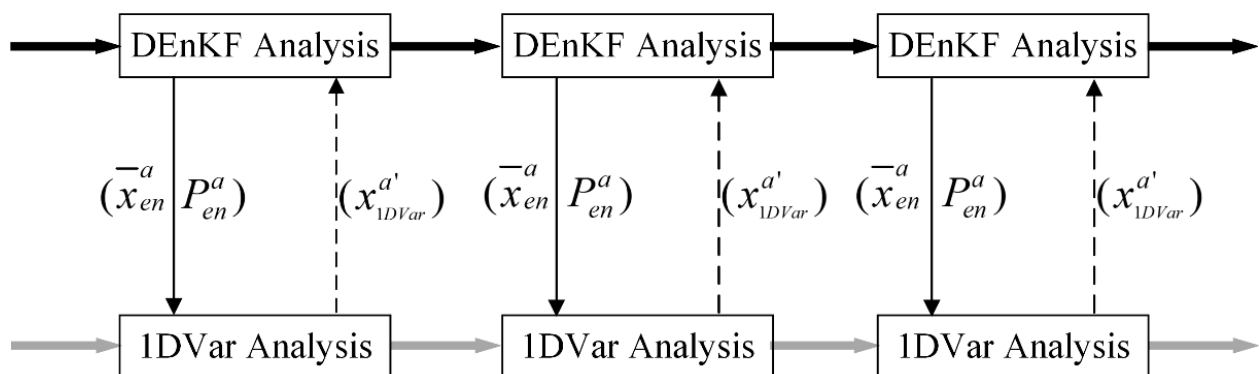 DEnKF Analysis DEnKF Analysis DEnKF Analysis
(x̄ᵃₑₙ Pᵃₑₙ) (xᵃ'₁DVar) (x̄ᵃₑₙ Pᵃₑₙ) (xᵃ'₁DVar) (x̄ᵃₑₙ Pᵃₑₙ) (xᵃ'₁DVar)
1DVar Analysis 1DVar Analysis 1DVar Analysis